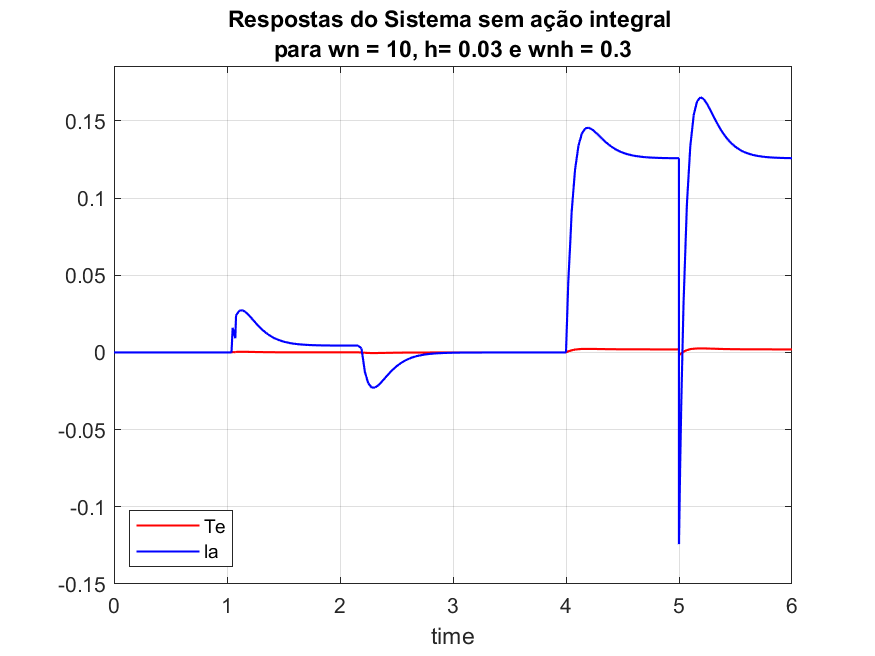 Respostas do Sistema sem ação integral
para wn = 10, h= 0.03 e wnh = 0.3
0.15
0.1
0.05
0
-0.05
-0.1
-0.15
Te
Ia
0 1 2 3 4 5 6
time